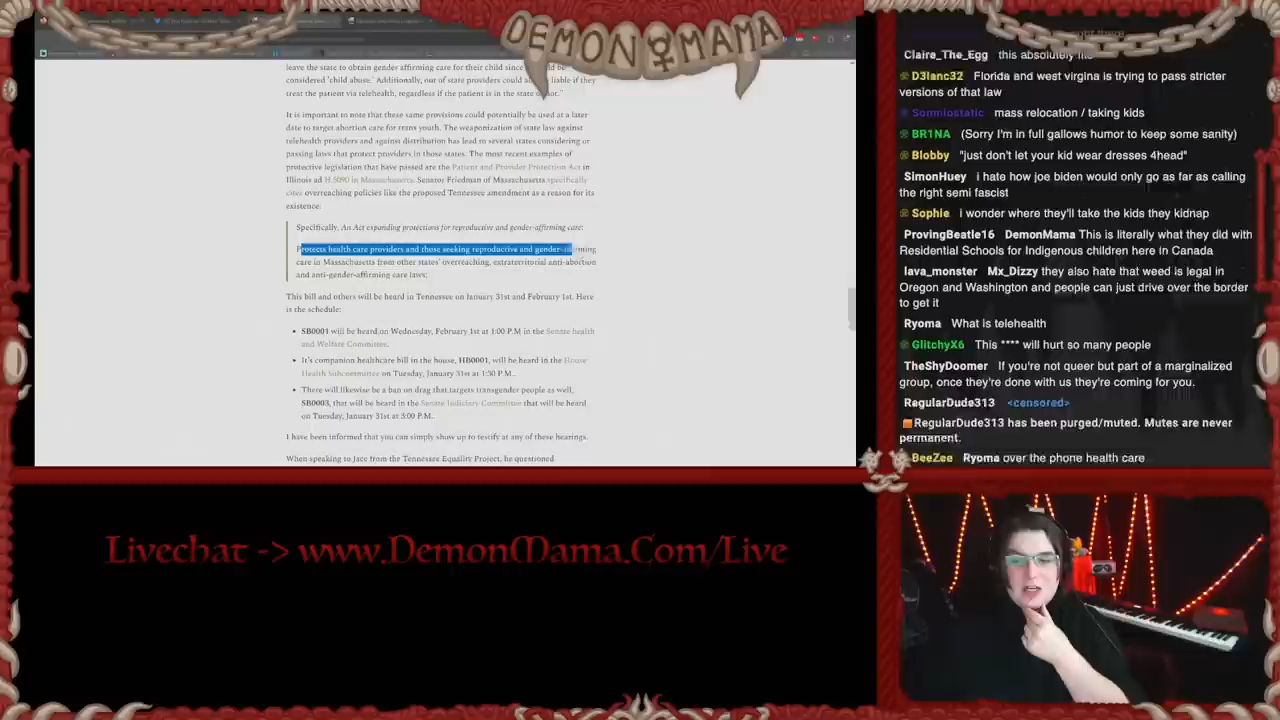 DEMON MAMA
leave the state to obtain gender affirming care for their child since
considered 'child abuse.' Additionally, out of state providers could liable if they
treat the patient via telehealth, regardless if the patient is in the state or not."
It is important to note that these same provisions could potentially be used at a later
date to target abortion care for trans youth. The weaponization of state law against
telehealth providers and against distribution has lead to several states considering or
passing laws that protect providers in those states. The most recent examples of
protective legislation that have passed are the Patient and Provider Protection Act in
Illinois ad H.5090 in Massachusetts. Senator Friedman of Massachusetts specifically
cites overreaching policies like the proposed Tennessee amendment as a reason for its
existence:
Specifically, An Act expanding protections for reproductive and gender-affirming care:
Protects health care providers and those seeking reproductive and gender-affirming
care in Massachusetts from other states' overreaching, extraterritorial anti-abortion
and anti-gender-affirming care laws;
This bill and others will be heard in Tennessee on January 31st and February 1st. Here
is the schedule:
• SB0001 will be heard on Wednesday, February 1st at 1:00 P.M in the Senate health
and Welfare Committee.
• It's companion healthcare bill in the house, HB0001, will be heard in the House
Health Subcommittee on Tuesday, January 31st at 1:30 P.M..
• There will likewise be a ban on drag that targets transgender people as well,
SB0003, that will be heard in the Senate Judiciary Committee that will be heard
on Tuesday, January 31st at 3:00 P.M..
I have been informed that you can simply show up to testify at any of these hearings.
When speaking to Jace from the Tennessee Equality Project, he questioned
Livechat -> www.DemonMama.Com/Live
Claire_The_Egg this absolutely me
D3lanc32 Florida and west virginia is trying to pass stricter
versions of that law
Somniostatic mass relocation / taking kids
BR1NA (Sorry I'm in full gallows humor to keep some sanity)
Blobby "just don't let your kid wear dresses 4head"
SimonHuey i hate how joe biden would only go as far as calling
the right semi fascist
Sophie i wonder where they're gonna send the kids
ProvingBeate16 DemonMama This is literally what they did with
the Uyghurs
lava_monster Mx_Dizzy they also state that weed is legal in
Oregon and Washington and people can just drive over the border
to get it
Ryoma What is telehealth
GlitchyX6 This **** will hurt so many people
TheShyDoomer If you're not queer but part of a marginalized
group, once they're done with us they're coming for you.
RegularDude313 <censored>
RegularDude313 has been purged/muted. Mutes are never
permanent.
BeeZee Ryoma over the phone health care